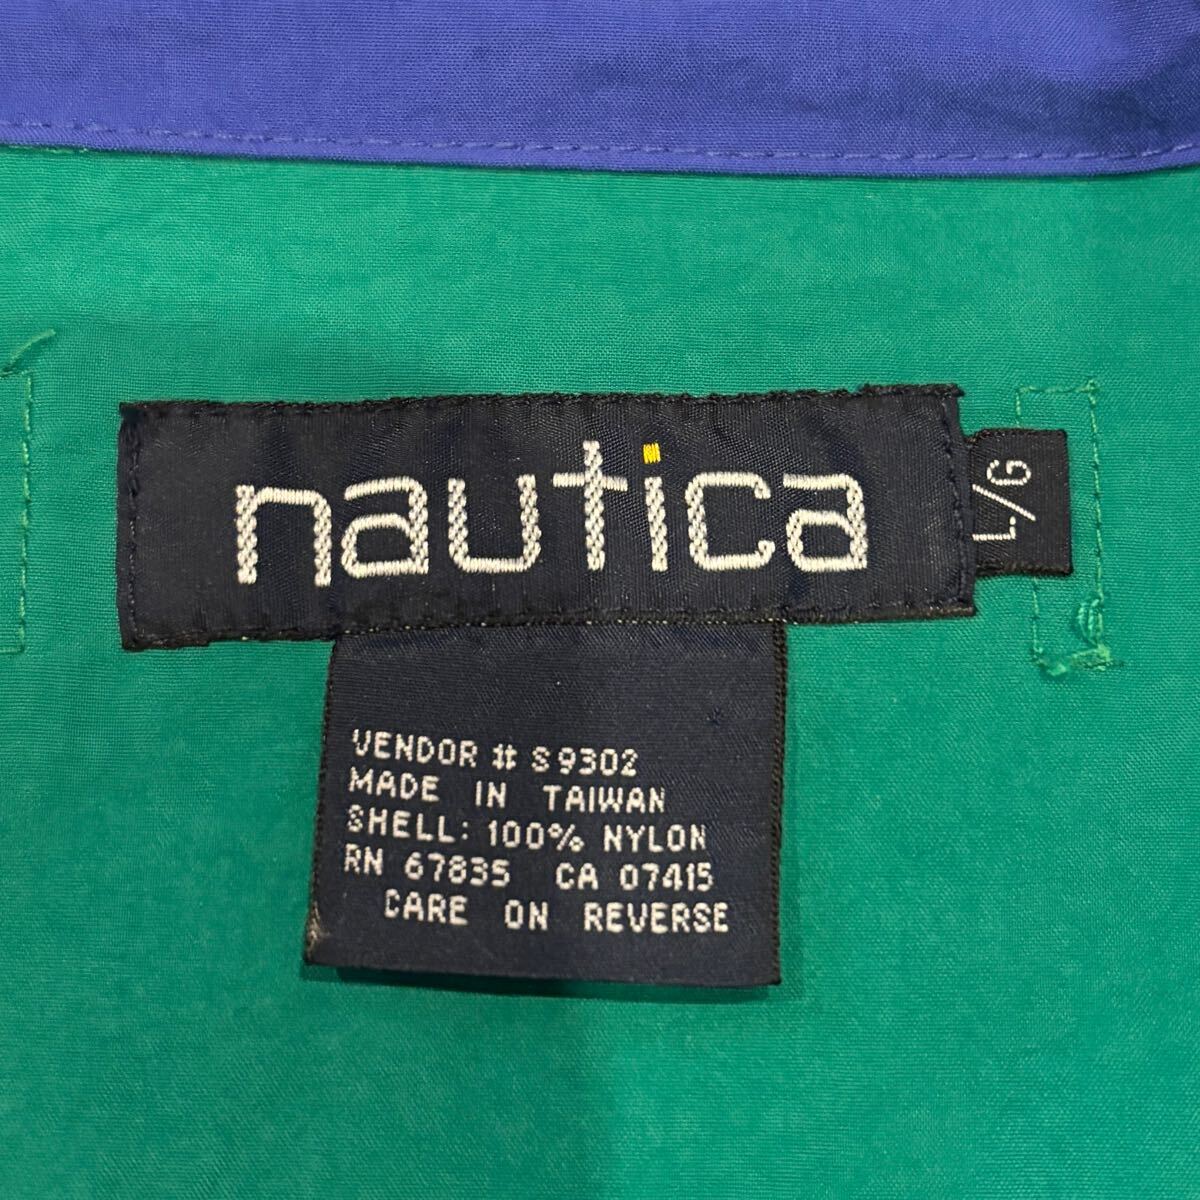 nautica
L/G
VENDOR # S9302
MADE IN TAIWAN
SHELL: 100% NYLON
RN 67835 CA 07415
CARE ON REVERSE